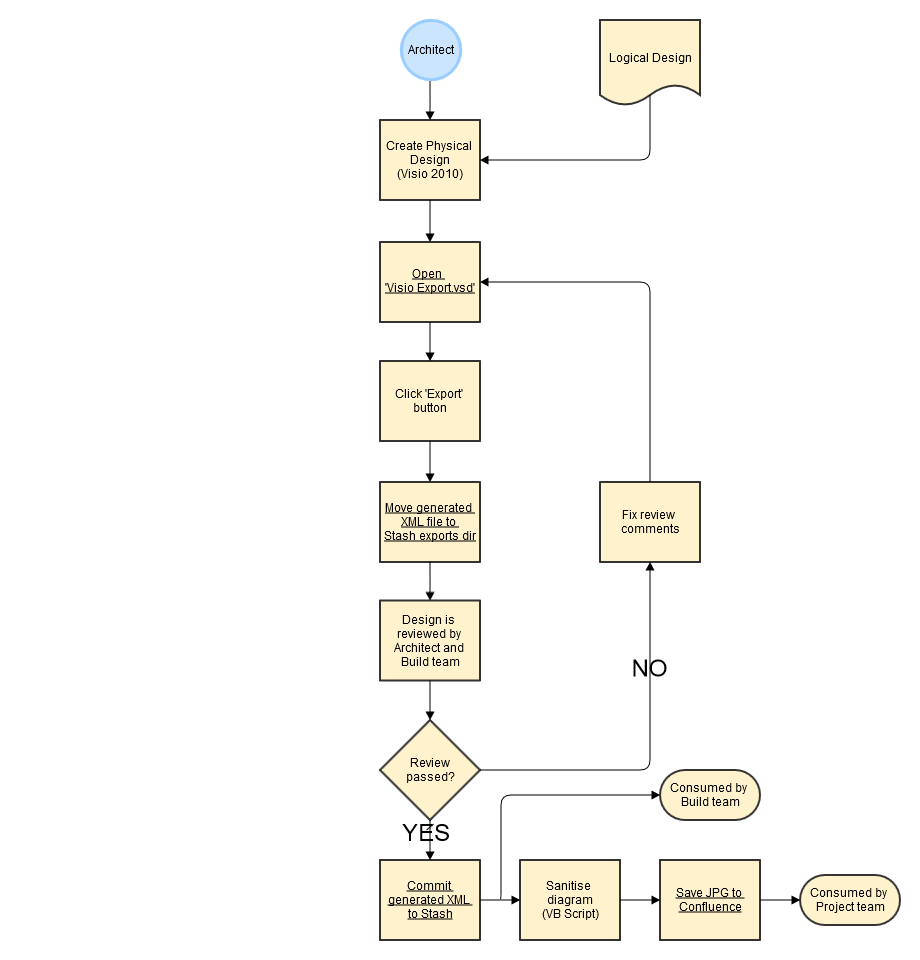 Architect
Logical Design
Create Physical
Design
(Visio 2010)
Open
'Visio Export.vsd'
Click 'Export'
button
Move generated
XML file to
Stash exports dir
Fix review
comments
Design is
reviewed by
Architect and
Build team
NO
Review
passed?
Consumed by
Build team
YES
Commit
generated XML
to Stash
Sanitise
diagram
(VB Script)
Save JPG to
Confluence
Consumed by
Project team